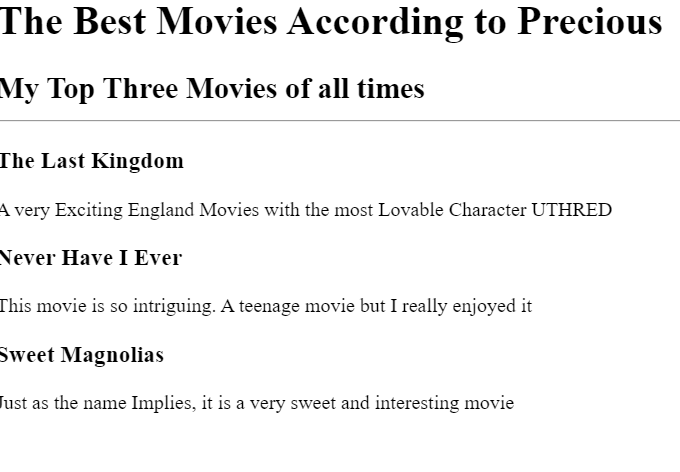 The Best Movies According to Precious
My Top Three Movies of all times
The Last Kingdom
A very Exciting England Movies with the most Lovable Character UTHRED
Never Have I Ever
This movie is so intriguing. A teenage movie but I really enjoyed it
Sweet Magnolias
Just as the name Implies, it is a very sweet and interesting movie